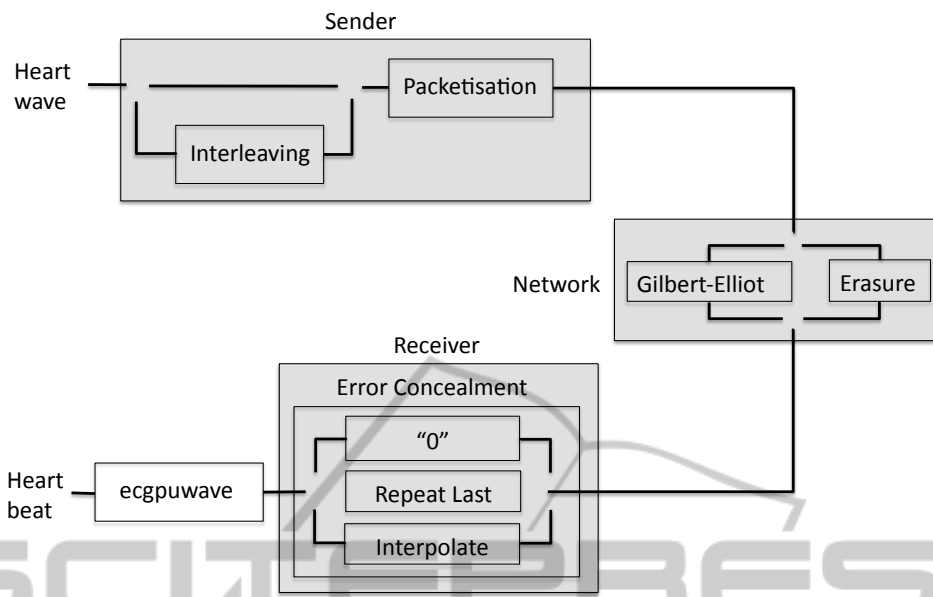 Sender
Heart
wave
Packetisation
Interleaving
Network
Gilbert-Elliot
Erasure
Receiver
Error Concealment
“0”
Repeat Last
Interpolate
ecgpuwave
Heart
beat
SCITEPRES